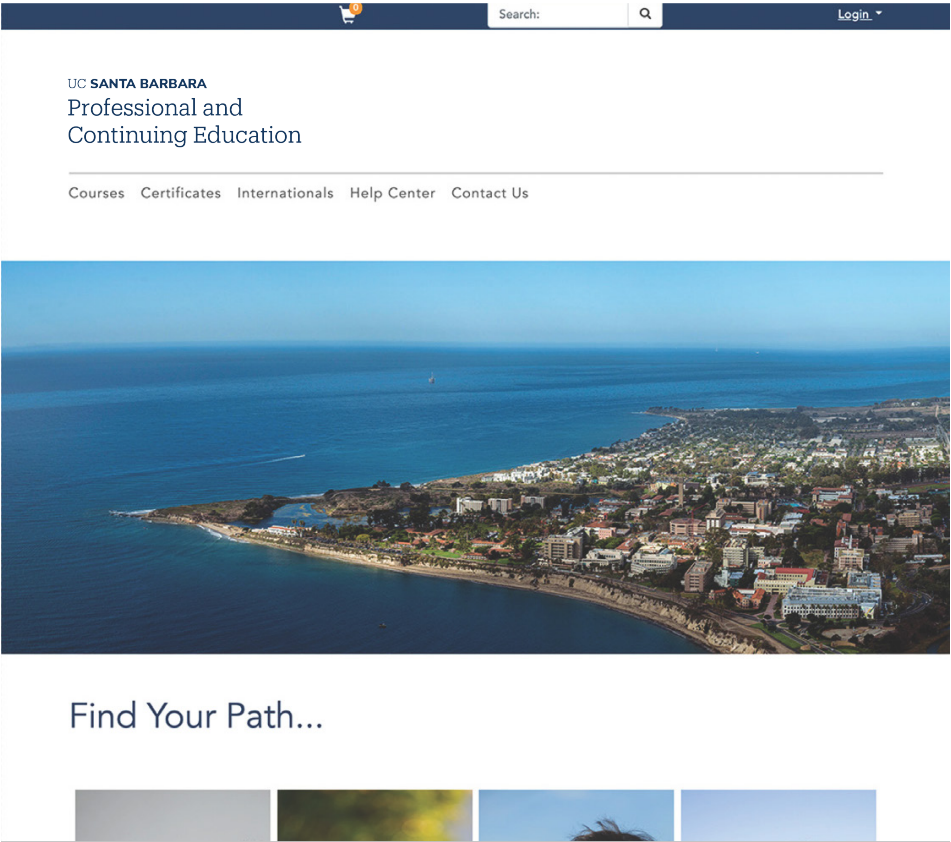 0
Search:
Login
UC SANTA BARBARA
Professional and
Continuing Education
Courses Certificates Internationals Help Center Contact Us
Find Your Path...